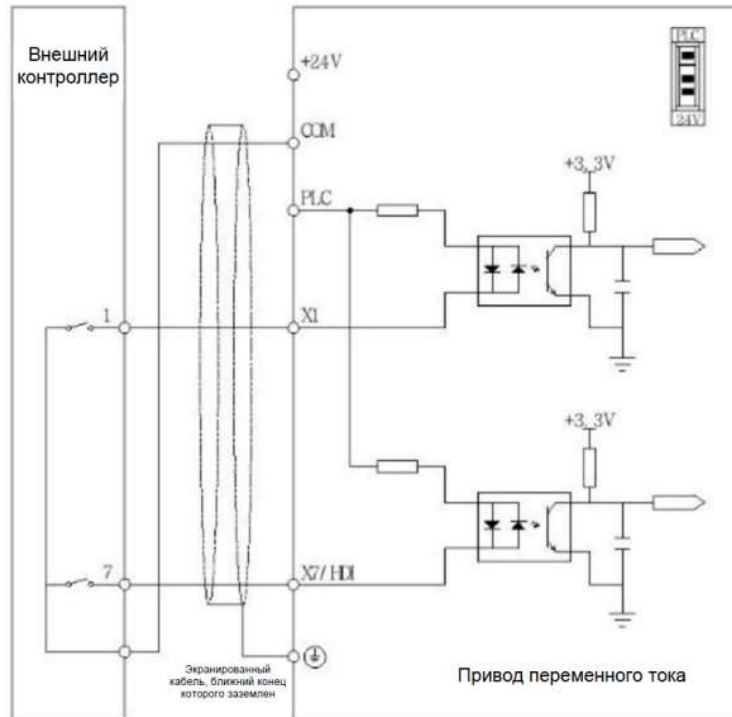 Внешний
контроллер
+24V
PLC
24V
COM
PLC
+3, 3V
1
X1
+3, 3V
7
X7/ HDI
Экранированный
кабель, ближний конец
которого заземлен
Привод переменного тока